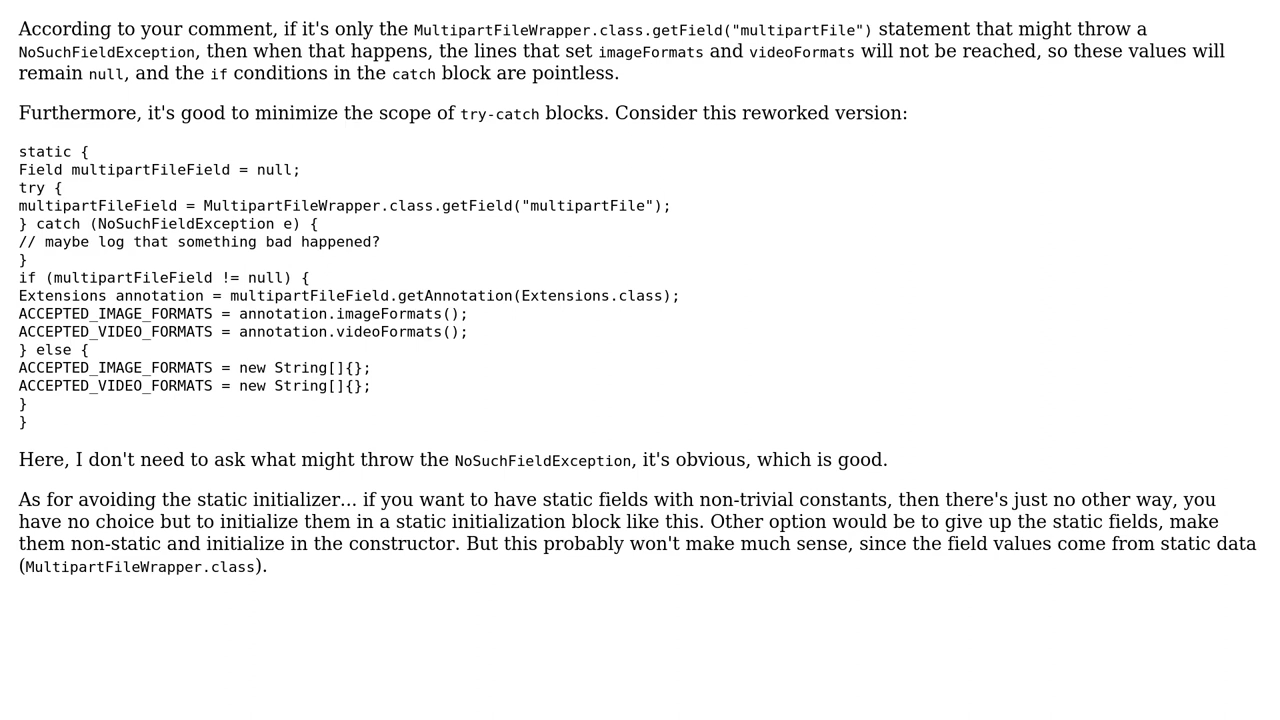 According to your comment, if it's only the MultipartFileWrapper.class.getField("multipartFile") statement that might throw a
NoSuchFieldException, then when that happens, the lines that set imageFormats and videoFormats will not be reached, so these values will
remain null, and the if conditions in the catch block are pointless.
Furthermore, it's good to minimize the scope of try-catch blocks. Consider this reworked version:
static {
Field multipartFileField = null;
try {
multipartFileField = MultipartFileWrapper.class.getField("multipartFile");
} catch (NoSuchFieldException e) {
// maybe log that something bad happened?
}
if (multipartFileField != null) {
Extensions annotation = multipartFileField.getAnnotation(Extensions.class);
ACCEPTED_IMAGE_FORMATS = annotation.imageFormats();
ACCEPTED_VIDEO_FORMATS = annotation.videoFormats();
} else {
ACCEPTED_IMAGE_FORMATS = new String[]{};
ACCEPTED_VIDEO_FORMATS = new String[]{};
}
}
Here, I don't need to ask what might throw the NoSuchFieldException, it's obvious, which is good.
As for avoiding the static initializer... if you want to have static fields with non-trivial constants, then there's just no other way, you
have no choice but to initialize them in a static initialization block like this. Other option would be to give up the static fields, make
them non-static and initialize in the constructor. But this probably won't make much sense, since the field values come from static data
(MultipartFileWrapper.class).